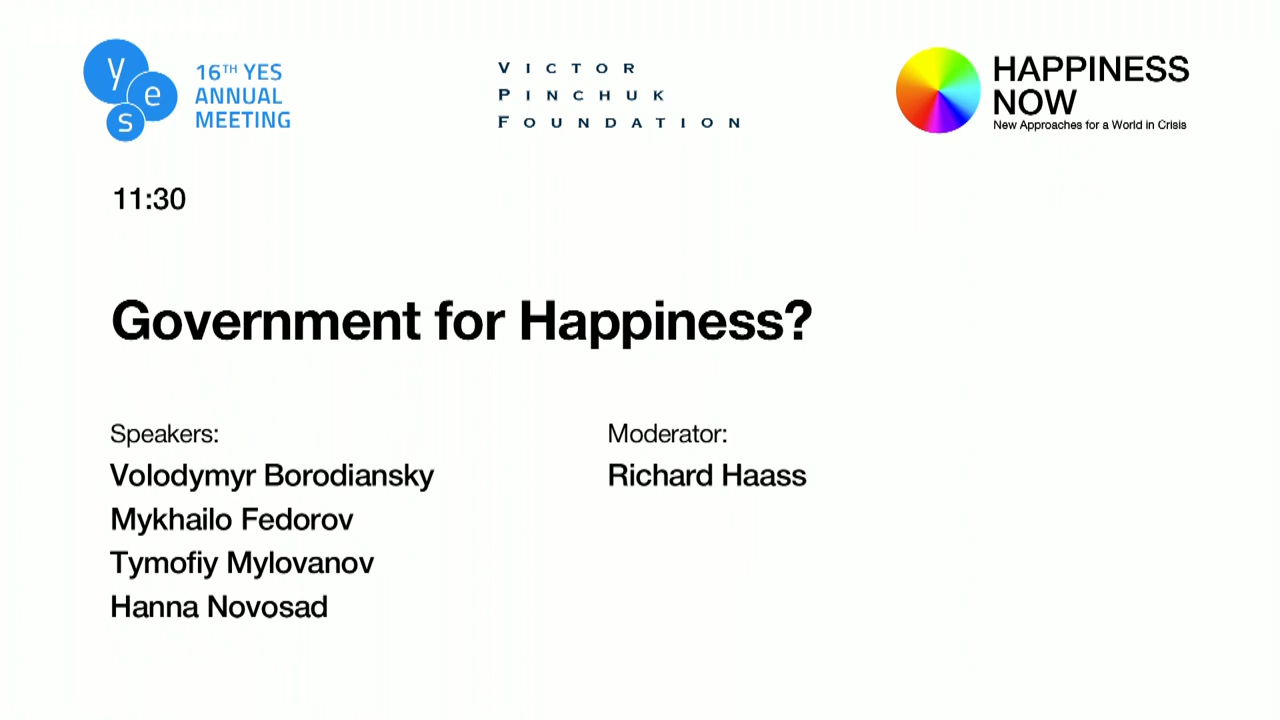 yes
16TH YES
ANNUAL
MEETING
VICTOR
PINCHUK
FOUNDATION
HAPPINESS
NOW
New Approaches for a World in Crisis
11:30
Government for Happiness?
Speakers:
Volodymyr Borodiansky
Mykhailo Fedorov
Tymofiy Mylovanov
Hanna Novosad
Moderator:
Richard Haass